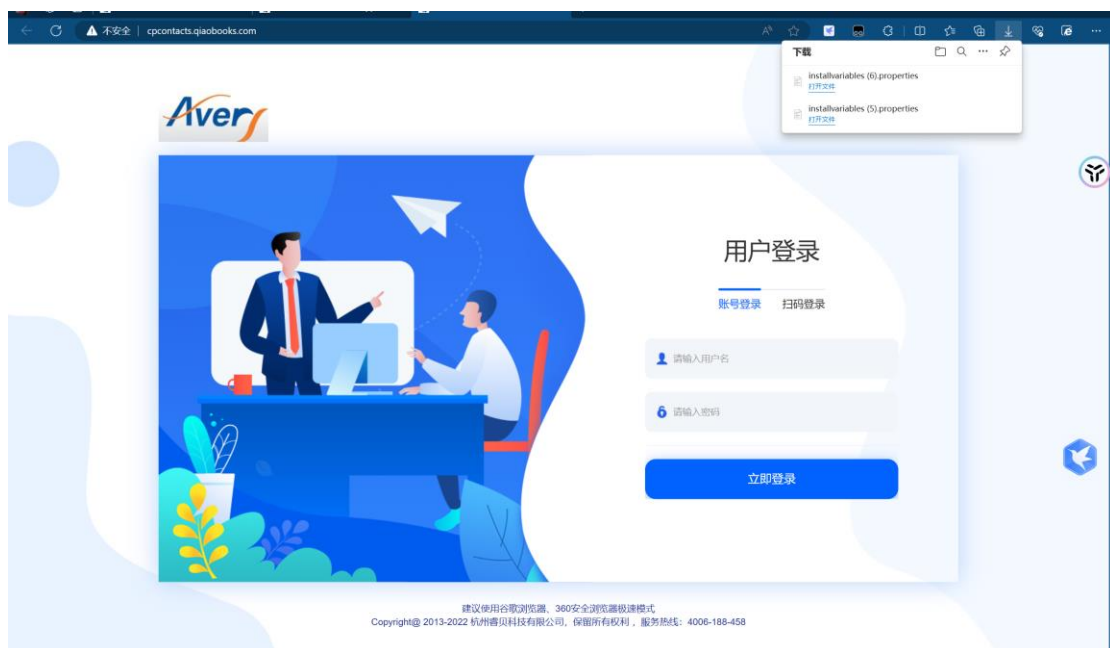 不安全 | cpcontacts.qiaobooks.com
下载
installvariables (6).properties
打开文件
installvariables (5).properties
打开文件
Avery
用户登录
账号登录 扫码登录
请输入用户名
请输入密码
立即登录
建议使用谷歌浏览器、360安全浏览器极速模式
Copyright@ 2013-2022 杭州睿贝科技有限公司，保留所有权利 ，服务热线：4006-188-458